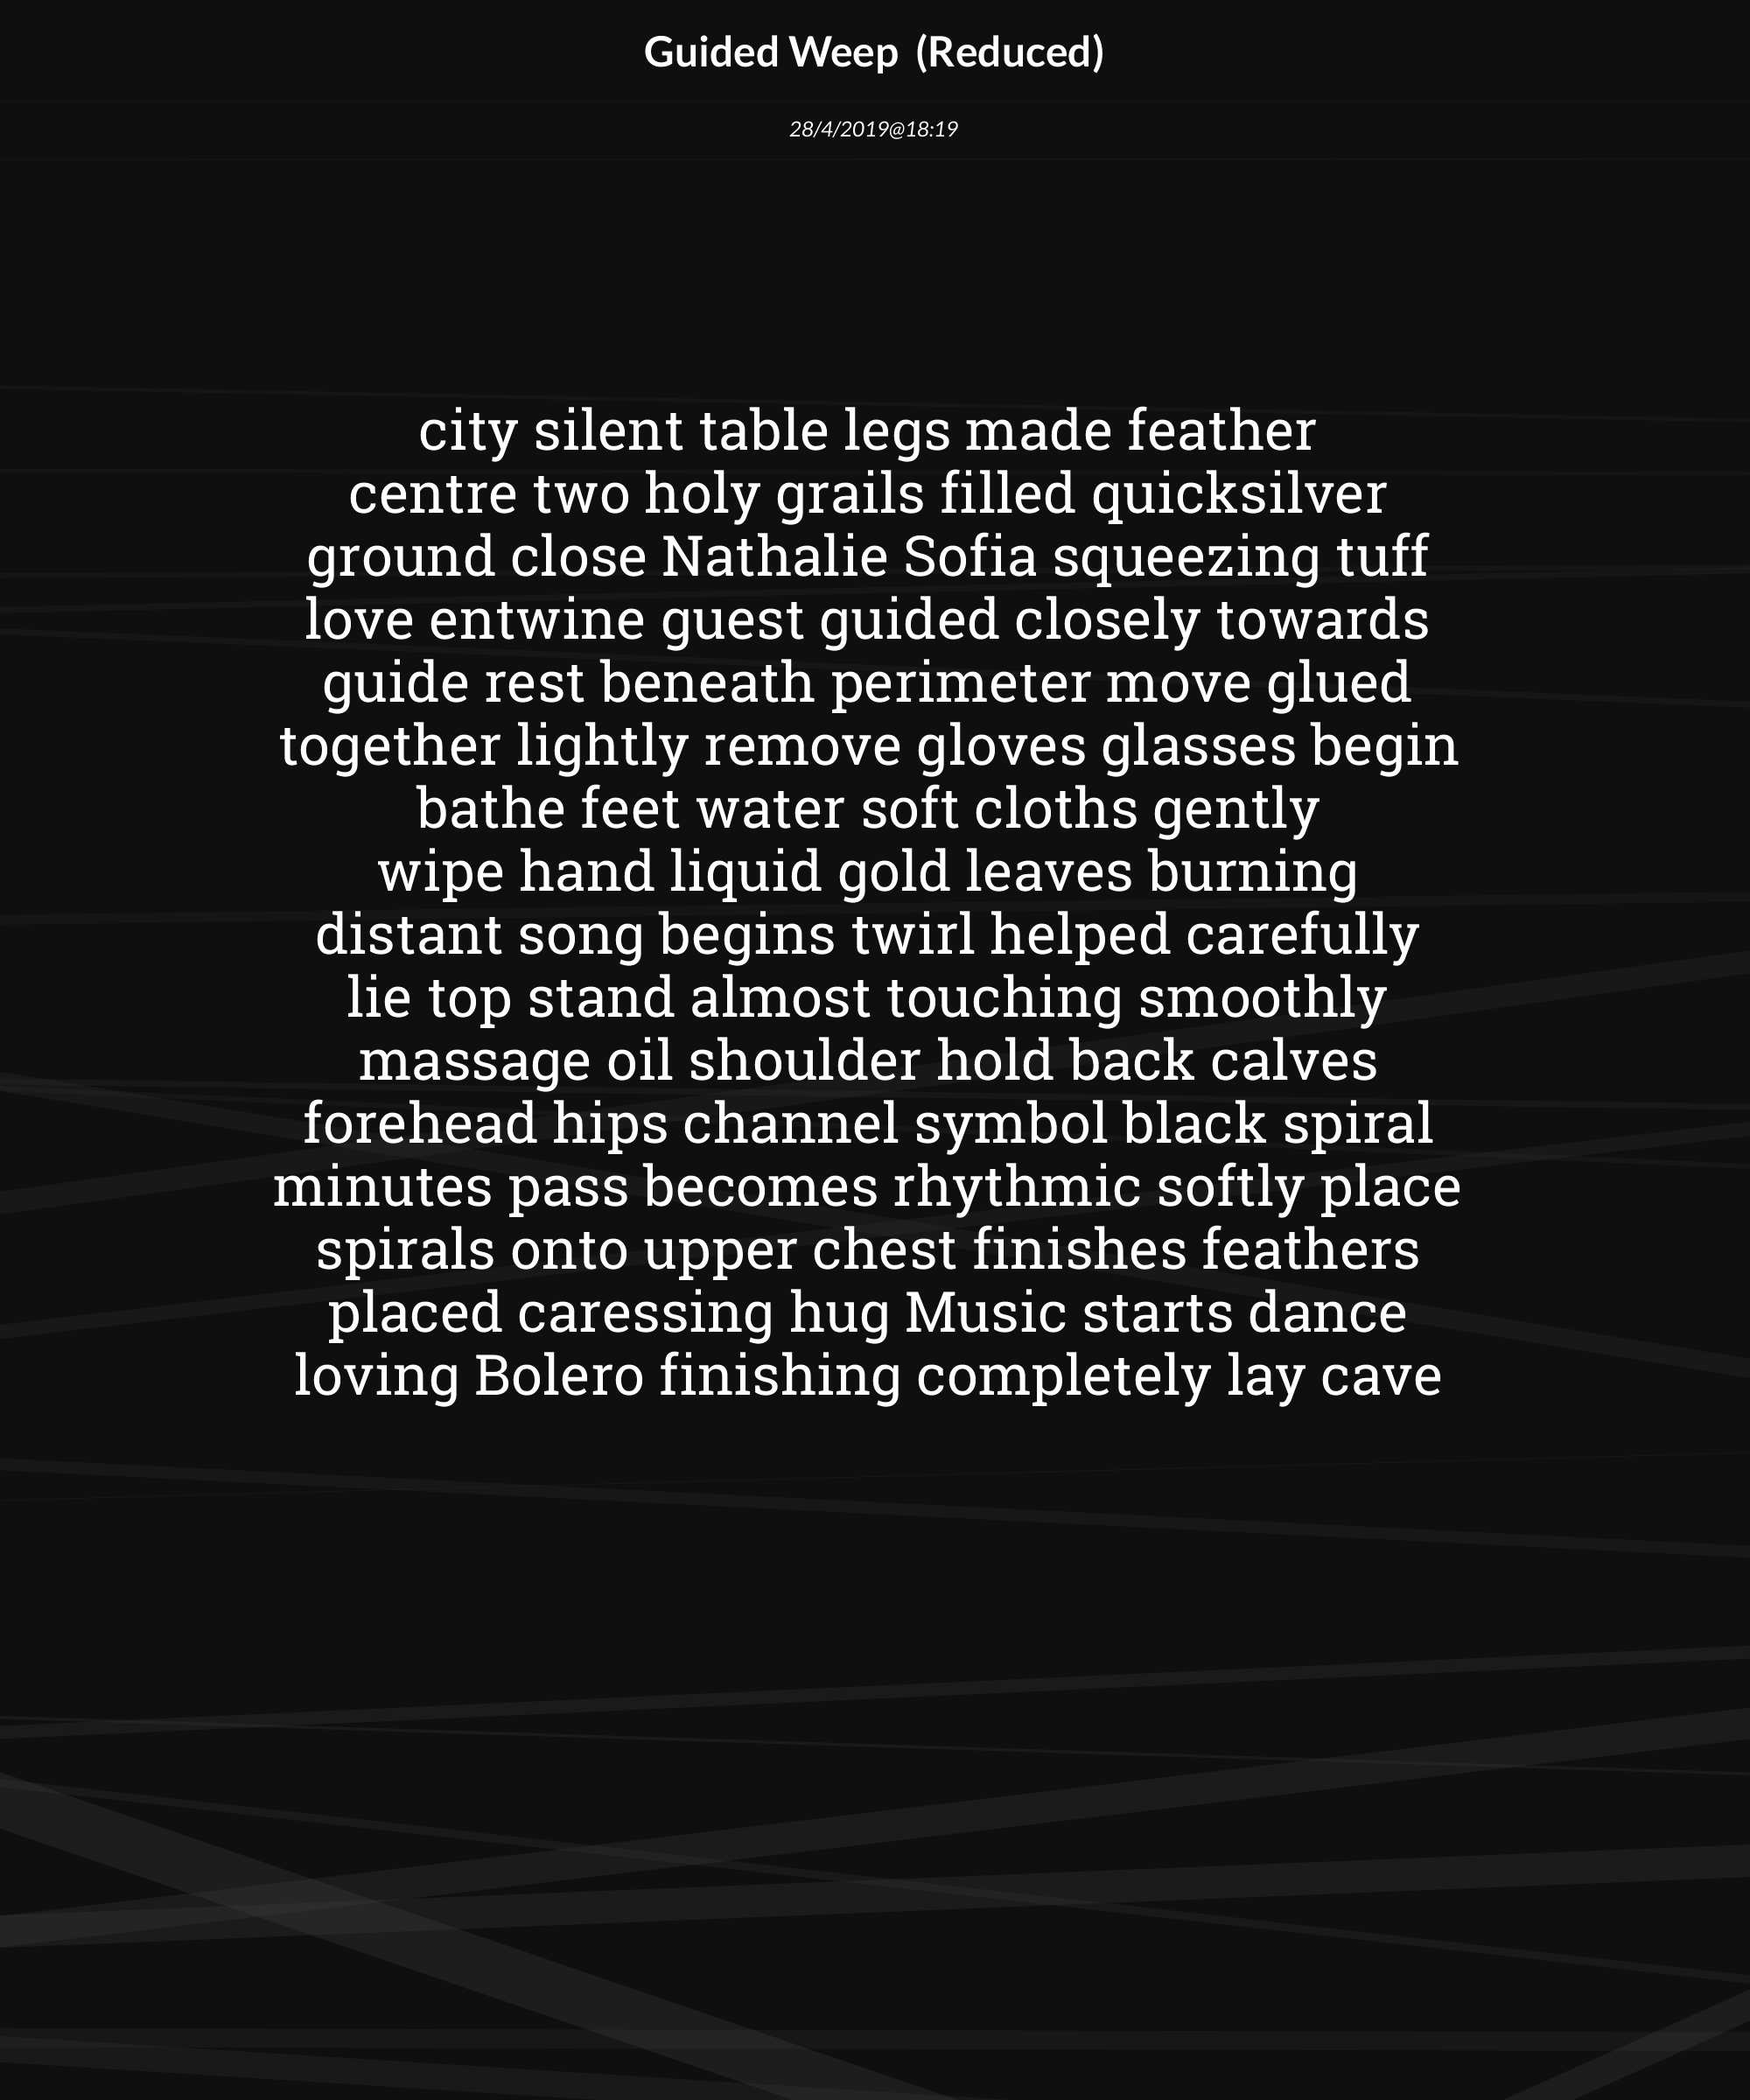 Guided Weep (Reduced)
28/4/2019@18:19
city silent table legs made feather
centre two holy grails filled quicksilver
ground close Nathalie Sofia squeezing tuff
love entwine guest guided closely towards
guide rest beneath perimeter move glued
together lightly remove gloves glasses begin
bathe feet water soft cloths gently
wipe hand liquid gold leaves burning
distant song begins twirl helped carefully
lie top stand almost touching smoothly
massage oil shoulder hold back calves
forehead hips channel symbol black spiral
minutes pass becomes rhythmic softly place
spirals onto upper chest finishes feathers
placed caressing hug Music starts dance
loving Bolero finishing completely lay cave